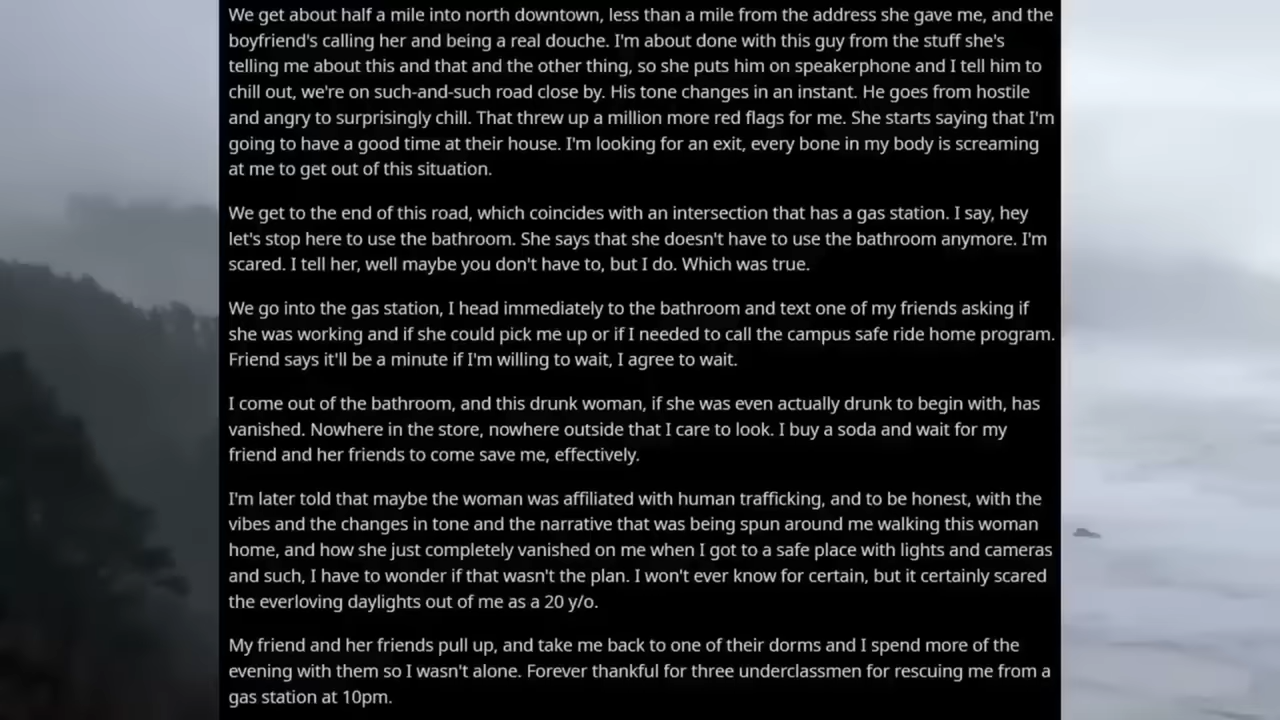 We get about half a mile into north downtown, less than a mile from the address she gave me, and the
boyfriend's calling her and being a real douche. I'm about done with this guy from the stuff she's
telling me about this and that and the other thing, so she puts him on speakerphone and I tell him to
chill out, we're on such-and-such road close by. His tone changes in an instant. He goes from hostile
and angry to surprisingly chill. That threw up a million more red flags for me. She starts saying that I'm
going to have a good time at their house. I'm looking for an exit, every bone in my body is screaming
at me to get out of this situation.
We get to the end of this road, which coincides with an intersection that has a gas station. I say, hey
let's stop here to use the bathroom. She says that she doesn't have to use the bathroom anymore. I'm
scared. I tell her, well maybe you don't have to, but I do. Which was true.
We go into the gas station, I head immediately to the bathroom and text one of my friends asking if
she was working and if she could pick me up or if I needed to call the campus safe ride home program.
Friend says it'll be a minute if I'm willing to wait, I agree to wait.
I come out of the bathroom, and this drunk woman, if she was even actually drunk to begin with, has
vanished. Nowhere in the store, nowhere outside that I care to look. I buy a soda and wait for my
friend and her friends to come save me, effectively.
I'm later told that maybe the woman was affiliated with human trafficking, and to be honest, with the
vibes and the changes in tone and the narrative that was being spun around me walking this woman
home, and how she just completely vanished on me when I got to a safe place with lights and cameras
and such, I have to wonder if that wasn't the plan. I won't ever know for certain, but it certainly scared
the everloving daylights out of me as a 20 y/o.
My friend and her friends pull up, and take me back to one of their dorms and I spend more of the
evening with them so I wasn't alone. Forever thankful for three underclassmen for rescuing me from a
gas station at 10pm.